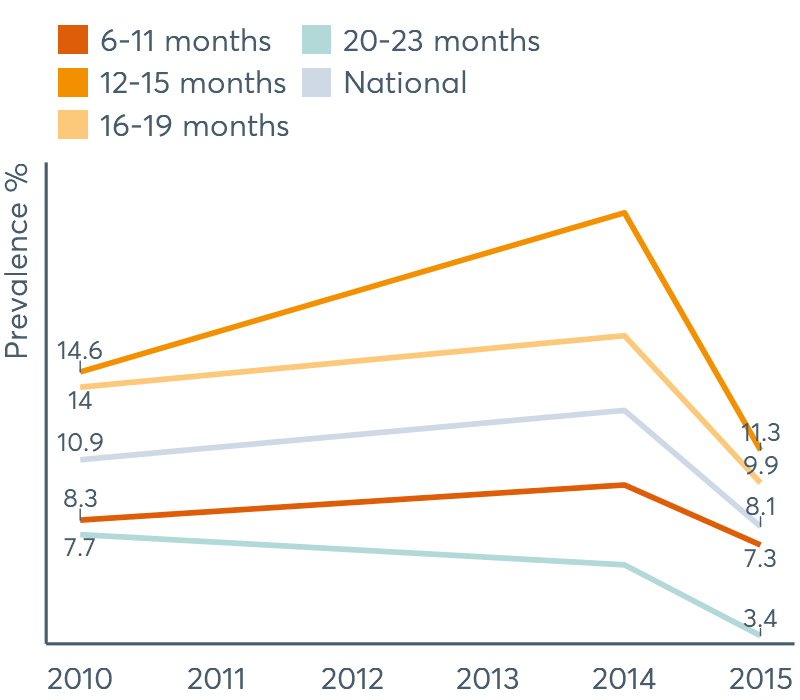 6-11 months
20-23 months
12-15 months
National
16-19 months
Prevalence %
14.6
14
10.9
8.3
7.7
11.3
9.9
8.1
7.3
3.4
2010 2011 2012 2013 2014 2015